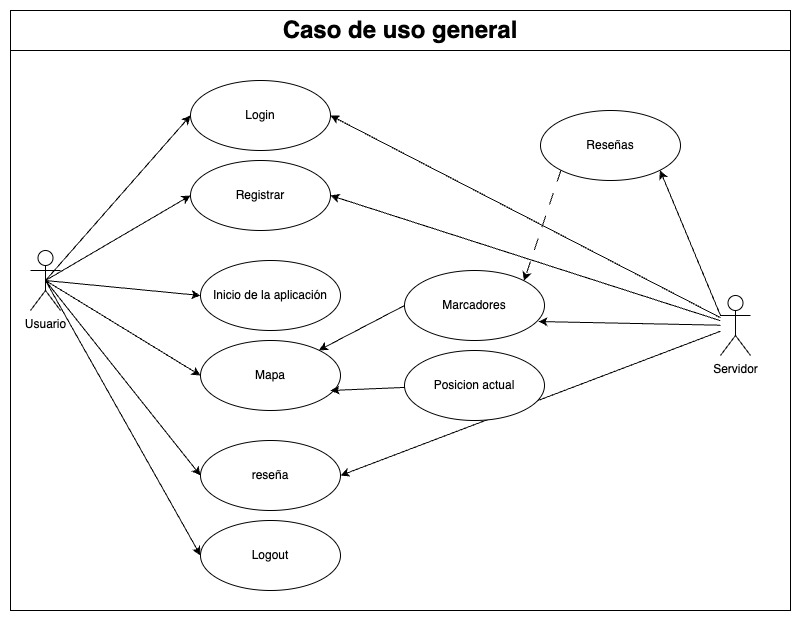 Caso de uso general
Login
Reseñas
Registrar
Inicio de la aplicación
Marcadores
Usuario
Servidor
Mapa
Posicion actual
reseña
Logout